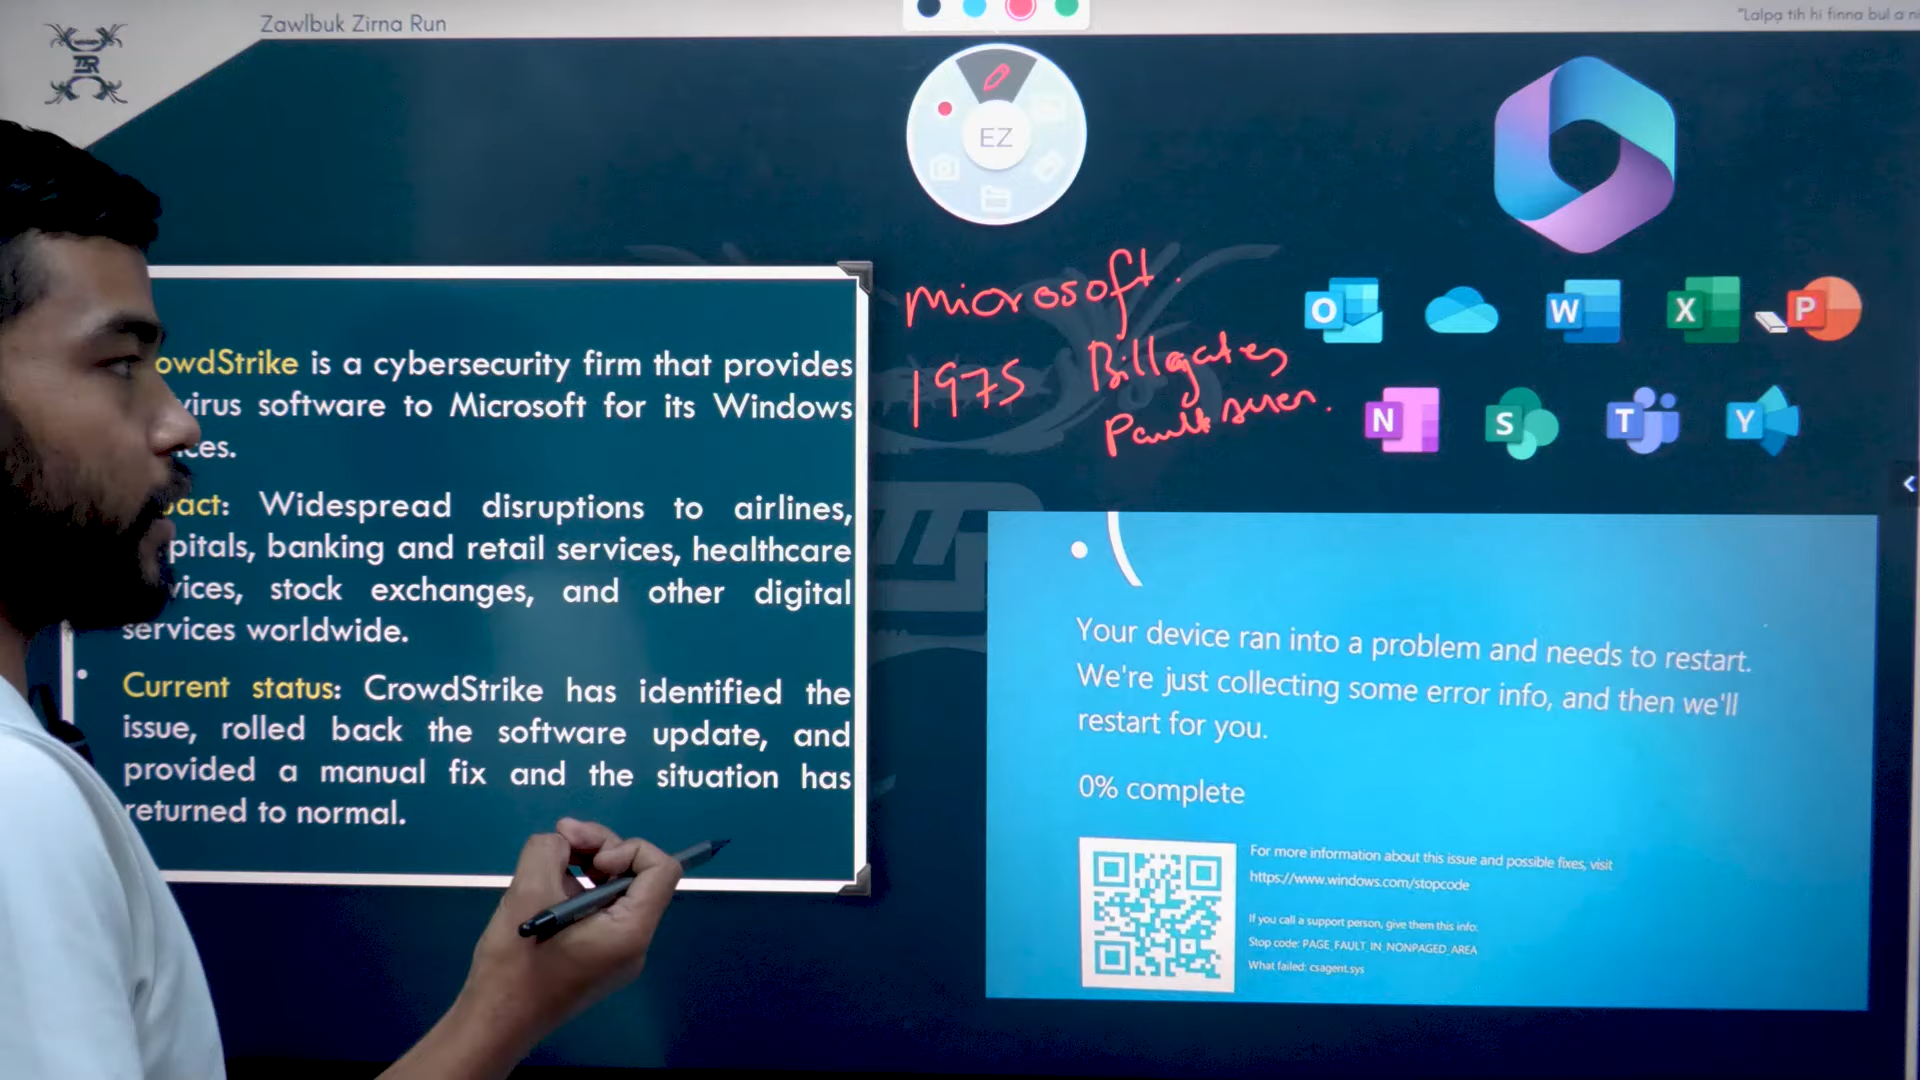 Zawlbuk Zirna Run
"Lalpa tih hi finna bul a ni
EZ
microsoft.
1975 Billgates
O W X P
N S T Y
owdStrike is a cybersecurity firm that provides
virus software to Microsoft for its Windows
ices.
pact: Widespread disruptions to airlines,
pitals, banking and retail services, healthcare
vices, stock exchanges, and other digital
services worldwide.
• Current status: CrowdStrike has identified the
issue, rolled back the software update, and
provided a manual fix and the situation has
returned to normal.
Your device ran into a problem and needs to restart.
We're just collecting some error info, and then we'll
restart for you.
0% complete
For more information about this issue and possible fixes, visit
https://www.windows.com/stopcode
If you call a support person, give them this info:
Stop code: PAGE_FAULT_IN_NONPAGED_AREA
What failed: csagent.sys